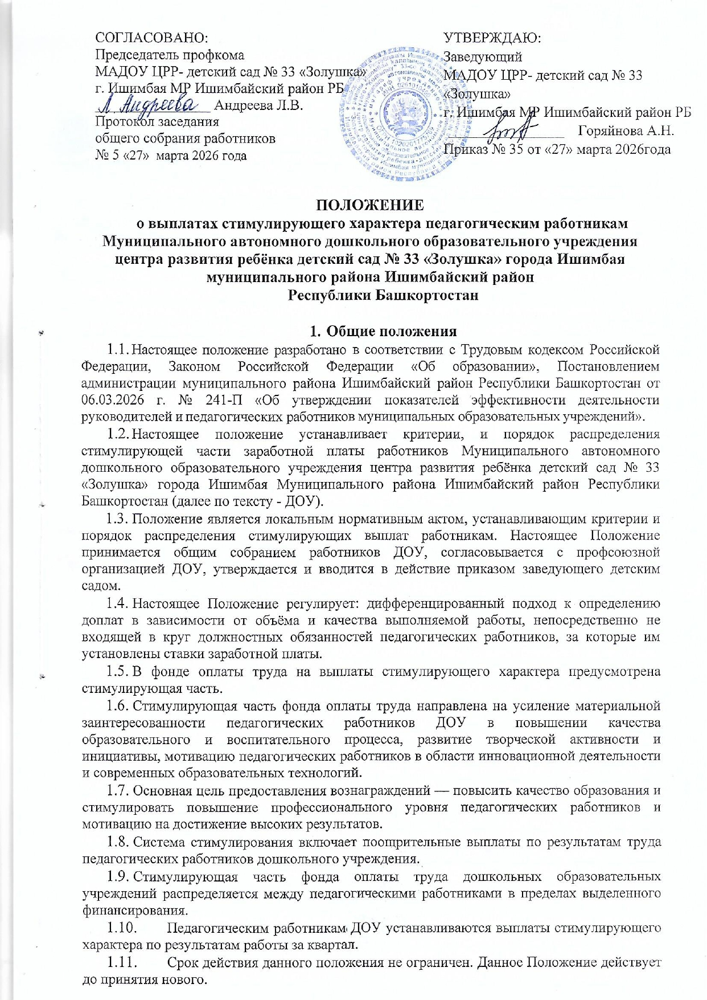 СОГЛАСОВАНО:
Председатель профкома
МАДОУ ЦРР- детский сад № 33 «Золушка»
г. Ишимбая МР Ишимбайский район РБ
Л Андреева Андреева Л.В.
Протокол заседания
общего собрания работников
№ 5 «27» марта 2026 года
УТВЕРЖДАЮ:
Заведующий
МАДОУ ЦРР- детский сад № 33
«Золушка»
г. Ишимбая МР Ишимбайский район РБ
Горяйнова А.Н.
Приказ № 35 от «27» марта 2026года
ПОЛОЖЕНИЕ
о выплатах стимулирующего характера педагогическим работникам
Муниципального автономного дошкольного образовательного учреждения
центра развития ребёнка детский сад № 33 «Золушка» города Ишимбая
муниципального района Ишимбайский район
Республики Башкортостан
1. Общие положения
1.1. Настоящее положение разработано в соответствии с Трудовым кодексом Российской
Федерации, Законом Российской Федерации «Об образовании», Постановлением
администрации муниципального района Ишимбайский район Республики Башкортостан от
06.03.2026 г. № 241-П «Об утверждении показателей эффективности деятельности
руководителей и педагогических работников муниципальных образовательных учреждений».
1.2. Настоящее положение устанавливает критерии, и порядок распределения
стимулирующей части заработной платы работников Муниципального автономного
дошкольного образовательного учреждения центра развития ребёнка детский сад № 33
«Золушка» города Ишимбая Муниципального района Ишимбайский район Республики
Башкортостан (далее по тексту - ДОУ).
1.3. Положение является локальным нормативным актом, устанавливающим критерии и
порядок распределения стимулирующих выплат работникам. Настоящее Положение
принимается общим собранием работников ДОУ, согласовывается с профсоюзной
организацией ДОУ, утверждается и вводится в действие приказом заведующего детским
садом.
1.4. Настоящее Положение регулирует: дифференцированный подход к определению
доплат в зависимости от объёма и качества выполняемой работы, непосредственно не
входящей в круг должностных обязанностей педагогических работников, за которые им
установлены ставки заработной платы.
1.5. В фонде оплаты труда на выплаты стимулирующего характера предусмотрена
стимулирующая часть.
1.6. Стимулирующая часть фонда оплаты труда направлена на усиление материальной
заинтересованности педагогических работников ДОУ в повышении качества
образовательного и воспитательного процесса, развитие творческой активности и
инициативы, мотивацию педагогических работников в области инновационной деятельности
и современных образовательных технологий.
1.7. Основная цель предоставления вознаграждений — повысить качество образования и
стимулировать повышение профессионального уровня педагогических работников и
мотивацию на достижение высоких результатов.
1.8. Система стимулирования включает поощрительные выплаты по результатам труда
педагогических работников дошкольного учреждения.
1.9. Стимулирующая часть фонда оплаты труда дошкольных образовательных
учреждений распределяется между педагогическими работниками в пределах выделенного
финансирования.
1.10. Педагогическим работникам ДОУ устанавливаются выплаты стимулирующего
характера по результатам работы за квартал.
1.11. Срок действия данного положения не ограничен. Данное Положение действует
до принятия нового.